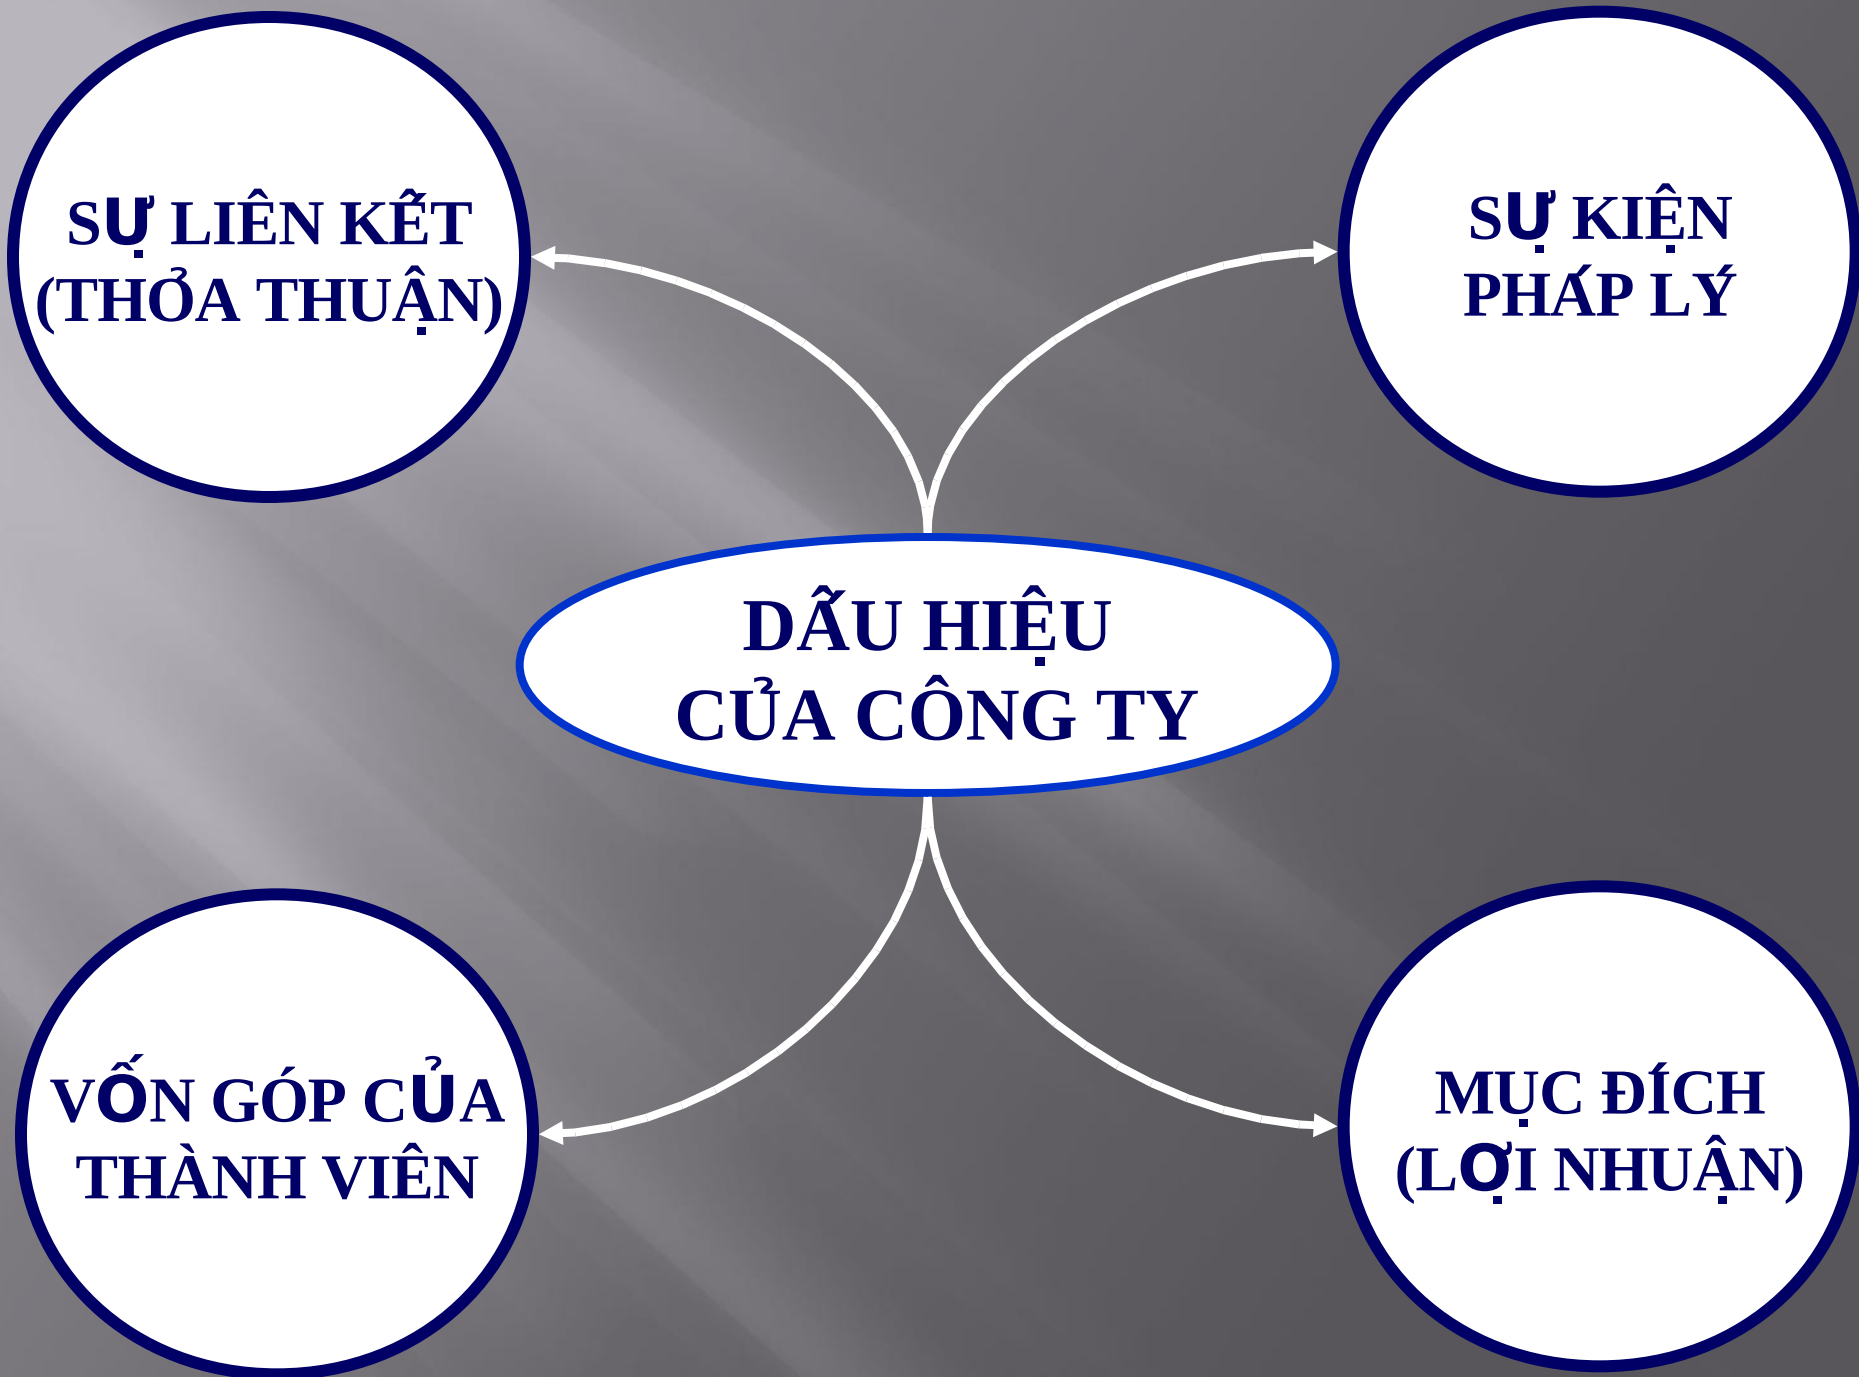 SỰ LIÊN KẾT
(THỎA THUẬN)
SỰ KIỆN
PHÁP LÝ
DẤU HIỆU
CỦA CÔNG TY
VỐN GÓP CỦA
THÀNH VIÊN
MỤC ĐÍCH
(LỢI NHUẬN)